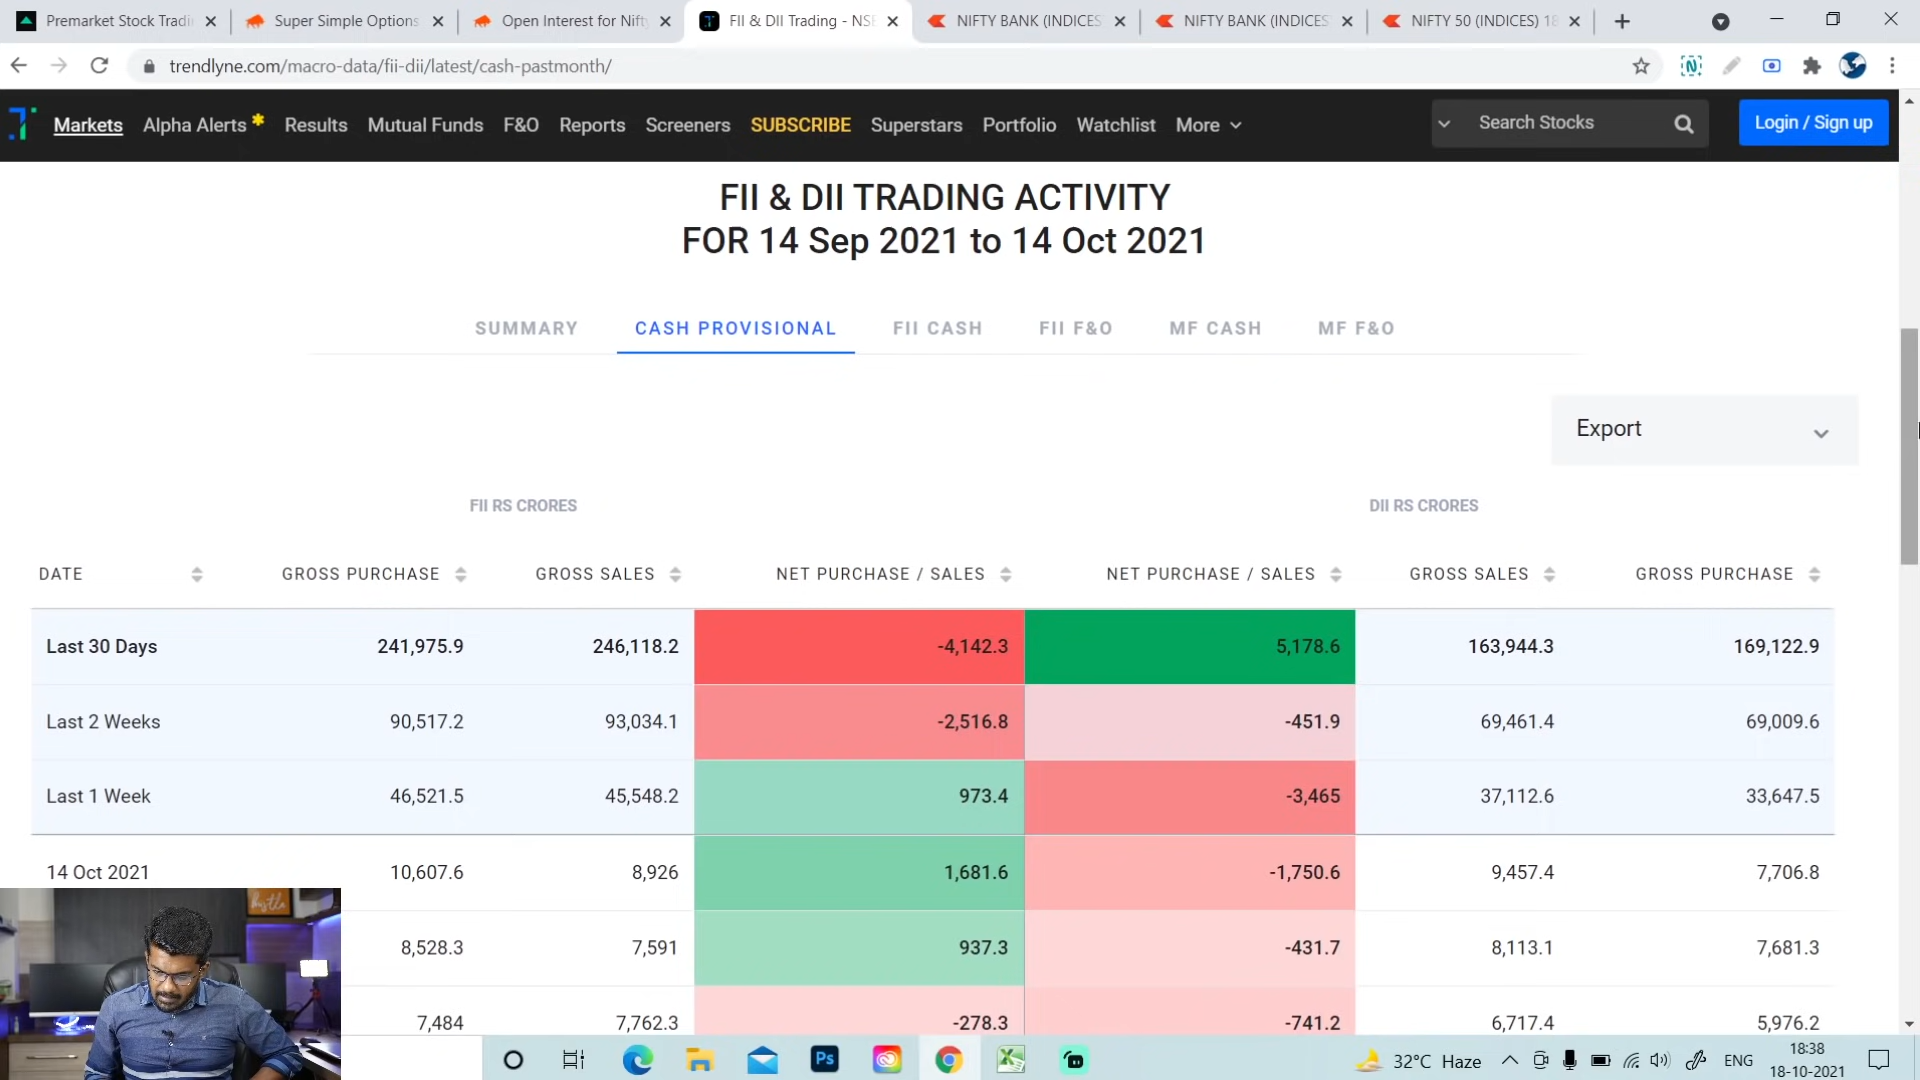 Premarket Stock Tradi
Super Simple Options
Open Interest for Nifty
FII & DII Trading - NSE
NIFTY BANK (INDICES
NIFTY BANK (INDICES
NIFTY 50 (INDICES) 18
trendlyne.com/macro-data/fii-dii/latest/cash-pastmonth/
Markets Alpha Alerts Results Mutual Funds F&O Reports Screeners SUBSCRIBE Superstars Portfolio Watchlist More Search Stocks Login / Sign up
FII & DII TRADING ACTIVITY
FOR 14 Sep 2021 to 14 Oct 2021
SUMMARY CASH PROVISIONAL FII CASH FII F&O MF CASH MF F&O
Export
FII RS CRORES DII RS CRORES
DATE GROSS PURCHASE GROSS SALES NET PURCHASE / SALES NET PURCHASE / SALES GROSS SALES GROSS PURCHASE
Last 30 Days 241,975.9 246,118.2 -4,142.3 5,178.6 163,944.3 169,122.9
Last 2 Weeks 90,517.2 93,034.1 -2,516.8 -451.9 69,461.4 69,009.6
Last 1 Week 46,521.5 45,548.2 973.4 -3,465 37,112.6 33,647.5
14 Oct 2021 10,607.6 8,926 1,681.6 -1,750.6 9,457.4 7,706.8
8,528.3 7,591 937.3 -431.7 8,113.1 7,681.3
7,484 7,762.3 -278.3 -741.2 6,717.4 5,976.2
hustle
Ps
32°C Haze
ENG
18:38
18-10-2021